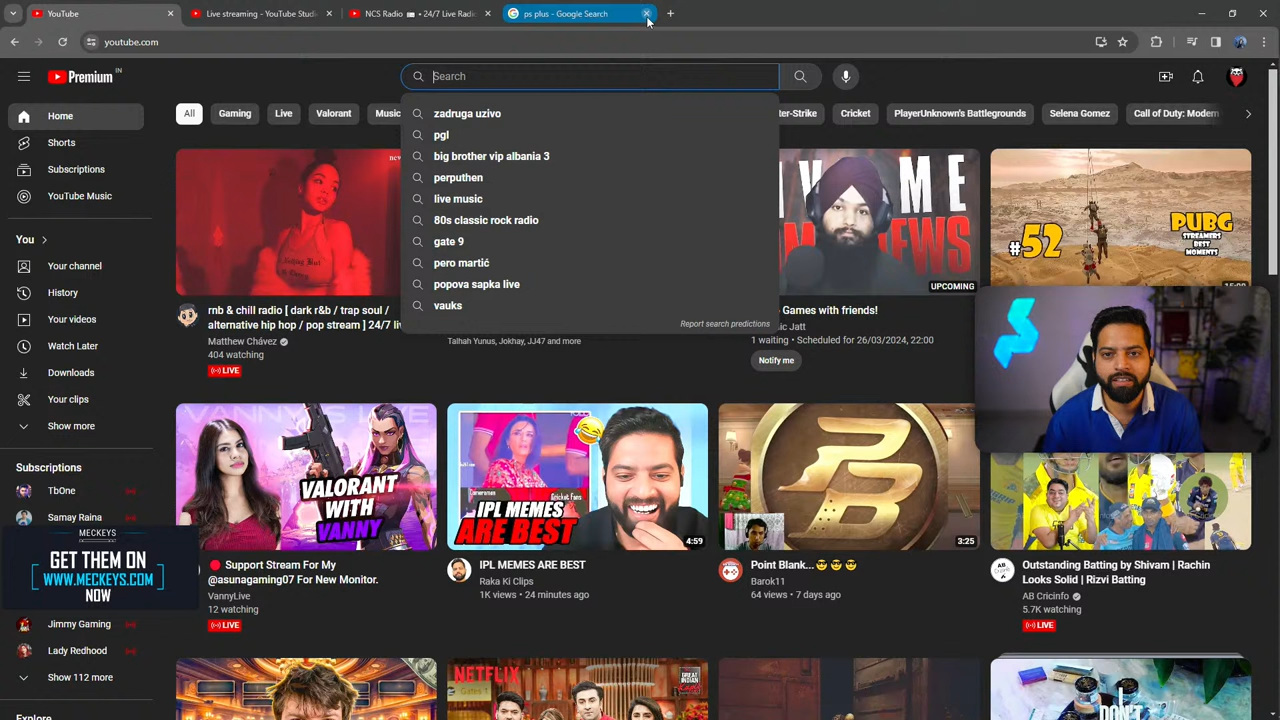 YouTube
Live streaming - YouTube Studi
NCS Radio
24/7 Live Radi
ps plus - Google Search
youtube.com
Premium
IN
Search
zadruga uzivo
pgl
big brother vip albania 3
perputhen
live music
80s classic rock radio
gate 9
pero martić
popova sapka live
vauks
Report search predictions
All
Gaming
Live
Valorant
Music
ter-Strike
Cricket
PlayerUnknown's Battlegrounds
Selena Gomez
Call of Duty: Modern
Home
Shorts
Subscriptions
YouTube Music
You
Your channel
History
Your videos
Watch Later
Downloads
Your clips
Show more
Subscriptions
TbOne
Samay Raina
Jimmy Gaming
Lady Redhood
Show 112 more
MECKEYS
GET THEM ON
WWW.MECKEYS.COM
NOW
rnb & chill radio [ dark r&b / trap soul /
alternative hip hop / pop stream ] 24/7 li
Matthew Chávez
404 watching
LIVE
Talhah Yunus, Jokhay, JJ47 and more
UPCOMING
Games with friends!
c Jatt
1 waiting • Scheduled for 26/03/2024, 22:00
Notify me
#52
PUBG
STREAMERS
BEST
MOMENTS
VANNY IS LIVE
VALORANT
WITH
VANNY
Support Stream For My
@asunagaming07 For New Monitor.
VannyLive
12 watching
LIVE
IPL MEMES
ARE BEST
4:59
IPL MEMES ARE BEST
Raka Ki Clips
1K views • 24 minutes ago
3:25
Point Blank...
Barok11
64 views • 7 days ago
Outstanding Batting by Shivam | Rachin
Looks Solid | Rizvi Batting
AB Cricinfo
5.7K watching
LIVE
NETFLIX